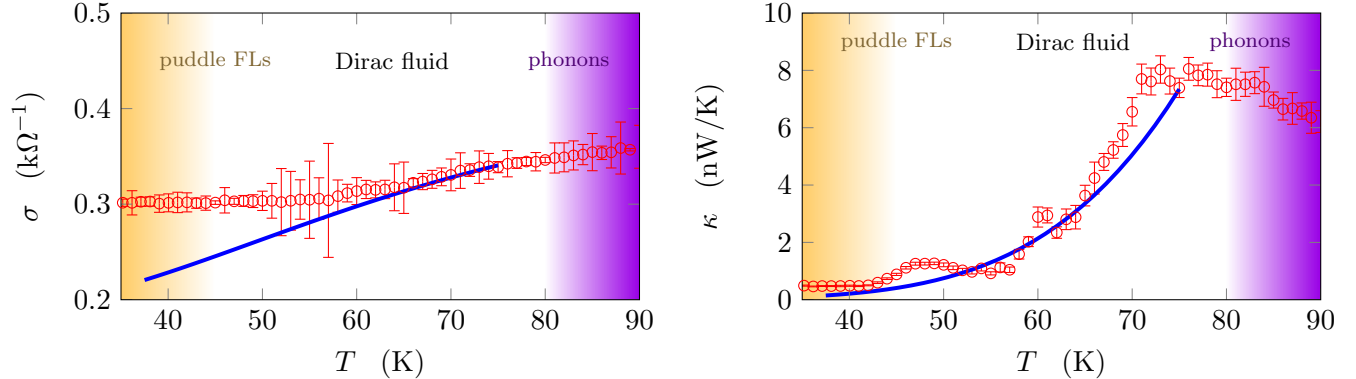 0.5
0.4
0.3
0.2
σ (kΩ⁻¹)
puddle FLs
Dirac fluid
phonons
40 50 60 70 80 90
T (K)
10
8
6
4
2
0
κ (nW/K)
puddle FLs
Dirac fluid
phonons
40 50 60 70 80 90
T (K)